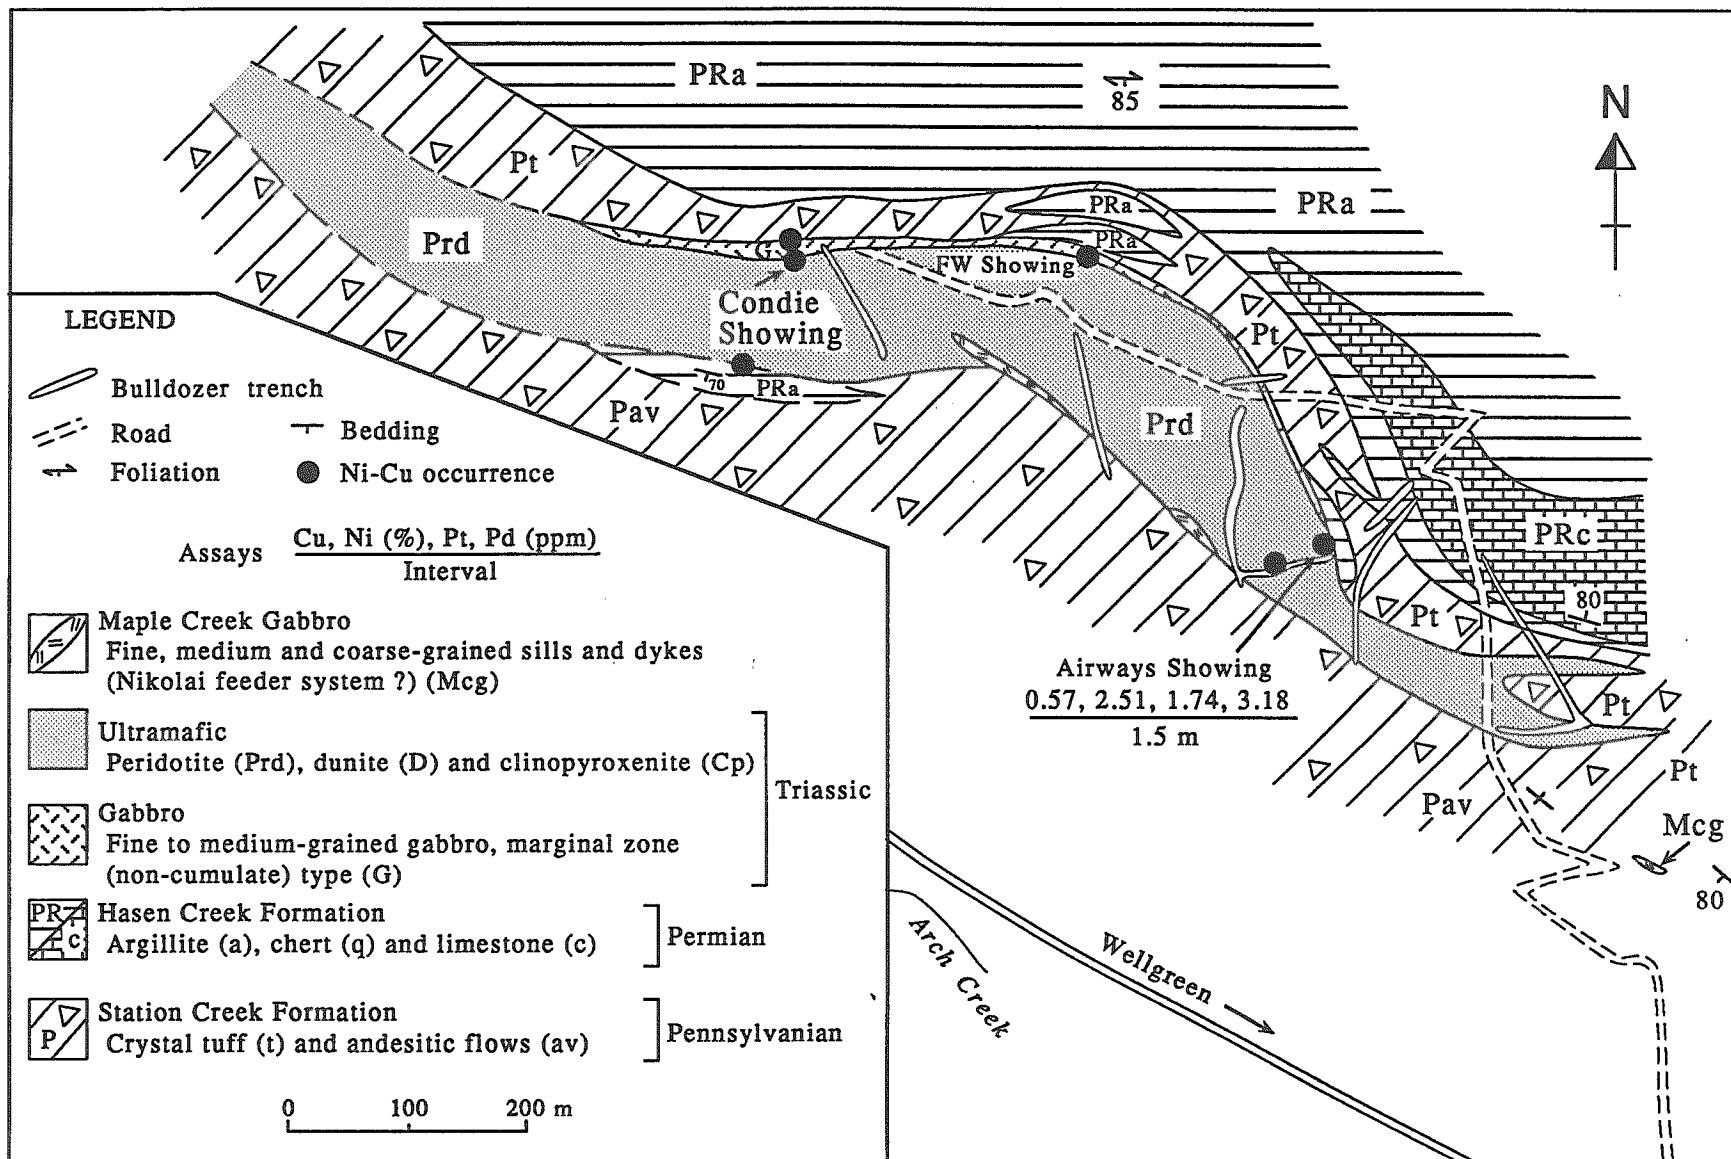 PRa
85
N
Pt
PRa
PRa
PRa
Prd
G
FW Showing
Condie
Showing
Pt
70
PRa
Pav
Prd
PRc
80
Pt
Pt
Pt
Pav
Mcg
80
Airways Showing
0.57, 2.51, 1.74, 3.18
1.5 m
Wellgreen
Arch Creek
LEGEND
Bulldozer trench
Road
Bedding
Foliation
Ni-Cu occurrence
Assays
Cu, Ni (%), Pt, Pd (ppm)
Interval
Maple Creek Gabbro
Fine, medium and coarse-grained sills and dykes
(Nikolai feeder system ?) (Mcg)
Ultramafic
Peridotite (Prd), dunite (D) and clinopyroxenite (Cp)
Triassic
Gabbro
Fine to medium-grained gabbro, marginal zone
(non-cumulate) type (G)
PR
c
Hasen Creek Formation
Argillite (a), chert (q) and limestone (c)
Permian
P
Station Creek Formation
Crystal tuff (t) and andesitic flows (av)
Pennsylvanian
0 100 200 m